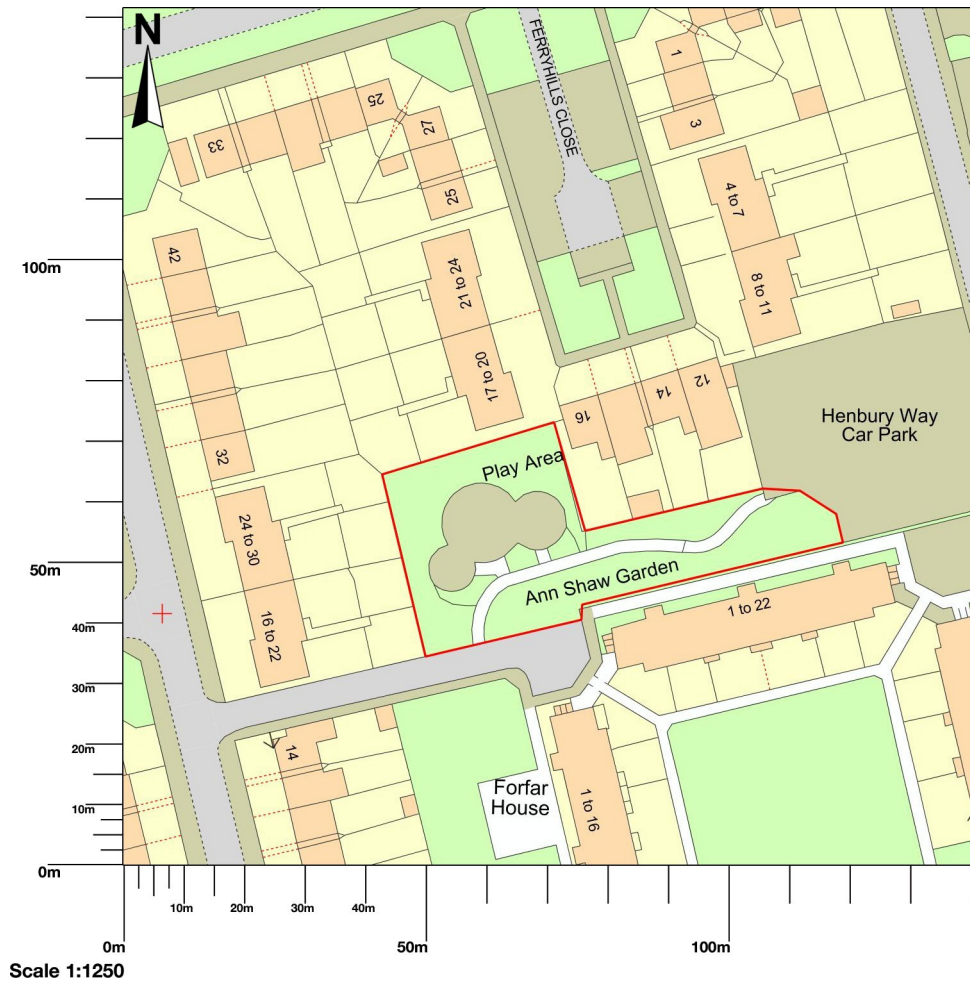 N
FERRYHILLS CLOSE
1
3
25
33
27
25
4 to 7
42
21 to 24
8 to 11
100m
17 to 20
12
14
16
Henbury Way
Car Park
32
Play Area
24 to 30
50m
Ann Shaw Garden
1 to 22
16 to 22
40m
30m
20m
14
10m
Forfar
House
1 to 16
0m
10m
20m
30m
40m
0m
50m
100m
Scale 1:1250